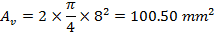 A_v = 2 × π/4 × 8² = 100.50 mm²